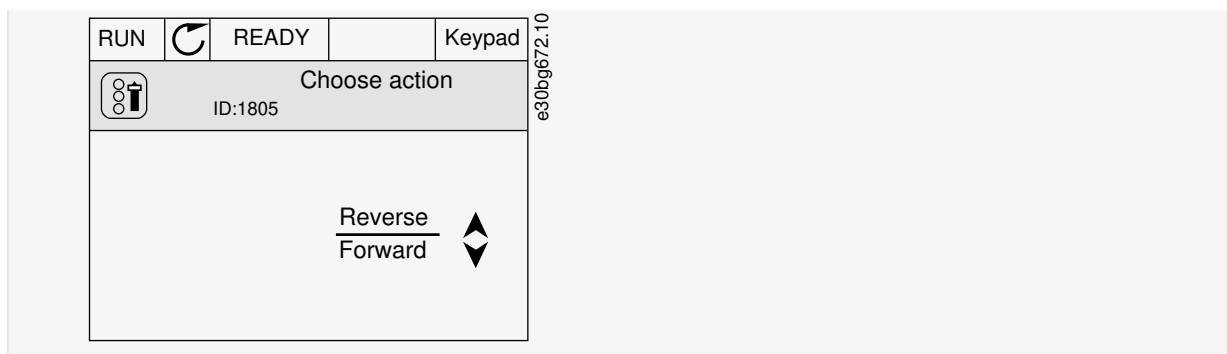 RUN READY Keypad
Choose action
ID:1805
Reverse
Forward
e30bg672.10